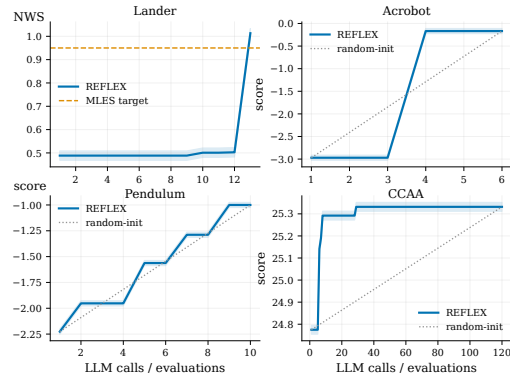 Lander
NWS
1.0
0.9
0.8
0.7
0.6
0.5
REFLEX
MLES target
2 4 6 8 10 12
Acrobot
score
0.0
−0.5
−1.0
−1.5
−2.0
−2.5
−3.0
REFLEX
random-init
1 2 3 4 5 6
Pendulum
score
−1.00
−1.25
−1.50
−1.75
−2.00
−2.25
REFLEX
random-init
2 4 6 8 10
LLM calls / evaluations
CCAA
score
25.3
25.2
25.1
25.0
24.9
24.8
REFLEX
random-init
0 20 40 60 80 100 120
LLM calls / evaluations